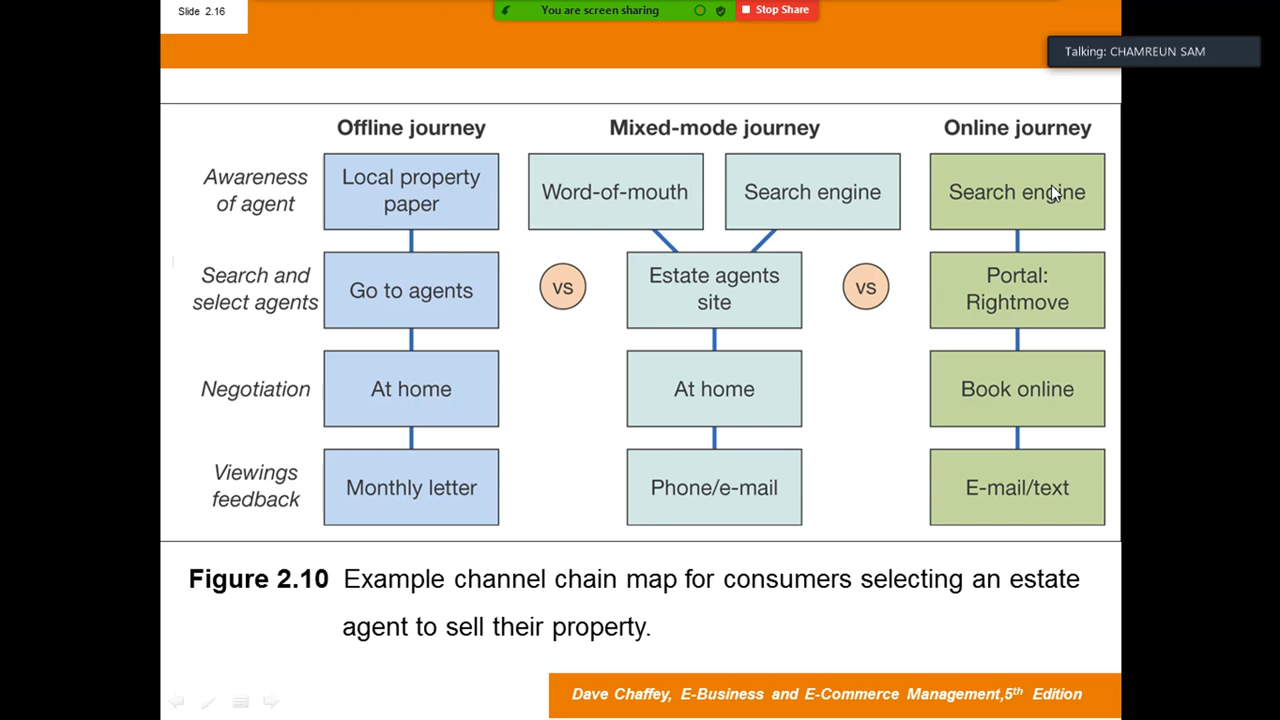 Slide 2.16
You are screen sharing
Stop Share
Talking: CHAMREUN SAM
Offline journey
Mixed-mode journey
Online journey
Awareness
of agent
Local property
paper
Word-of-mouth
Search engine
Search engine
Search and
select agents
Go to agents
vs
Estate agents
site
vs
Portal:
Rightmove
Negotiation
At home
At home
Book online
Viewings
feedback
Monthly letter
Phone/e-mail
E-mail/text
Figure 2.10 Example channel chain map for consumers selecting an estate
agent to sell their property.
Dave Chaffey, E-Business and E-Commerce Management,5th Edition